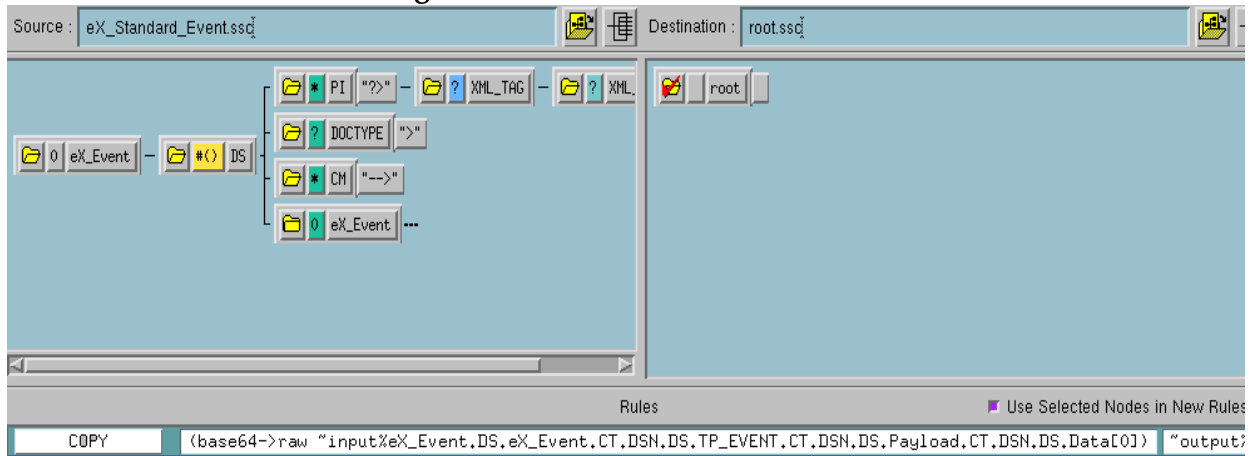 Source : eX_Standard_Event.ssc Destination : root.ssc
* PI "?>" ? XML_TAG ? XML_
root
? DOCTYPE ">"
0 eX_Event #() DS
* CM "-->"
0 eX_Event
Rules Use Selected Nodes in New Rules
COPY (base64->raw ~input%eX_Event.DS.eX_Event.CT.DSN.DS.TP_EVENT.CT.DSN.DS.Payload.CT.DSN.DS.Data[0]) ~output%